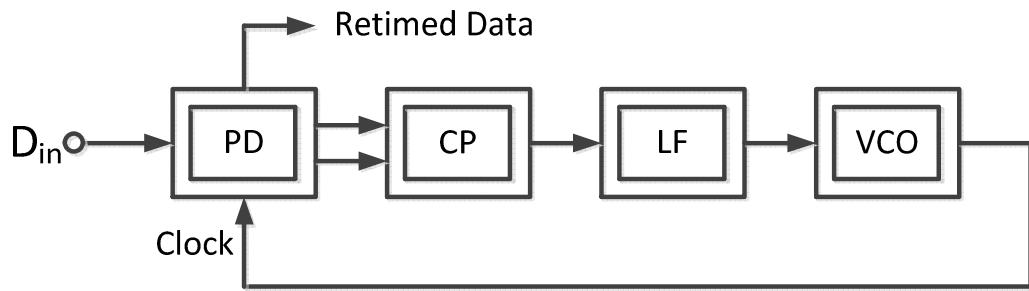 Retimed Data
Din
PD
CP
LF
VCO
Clock